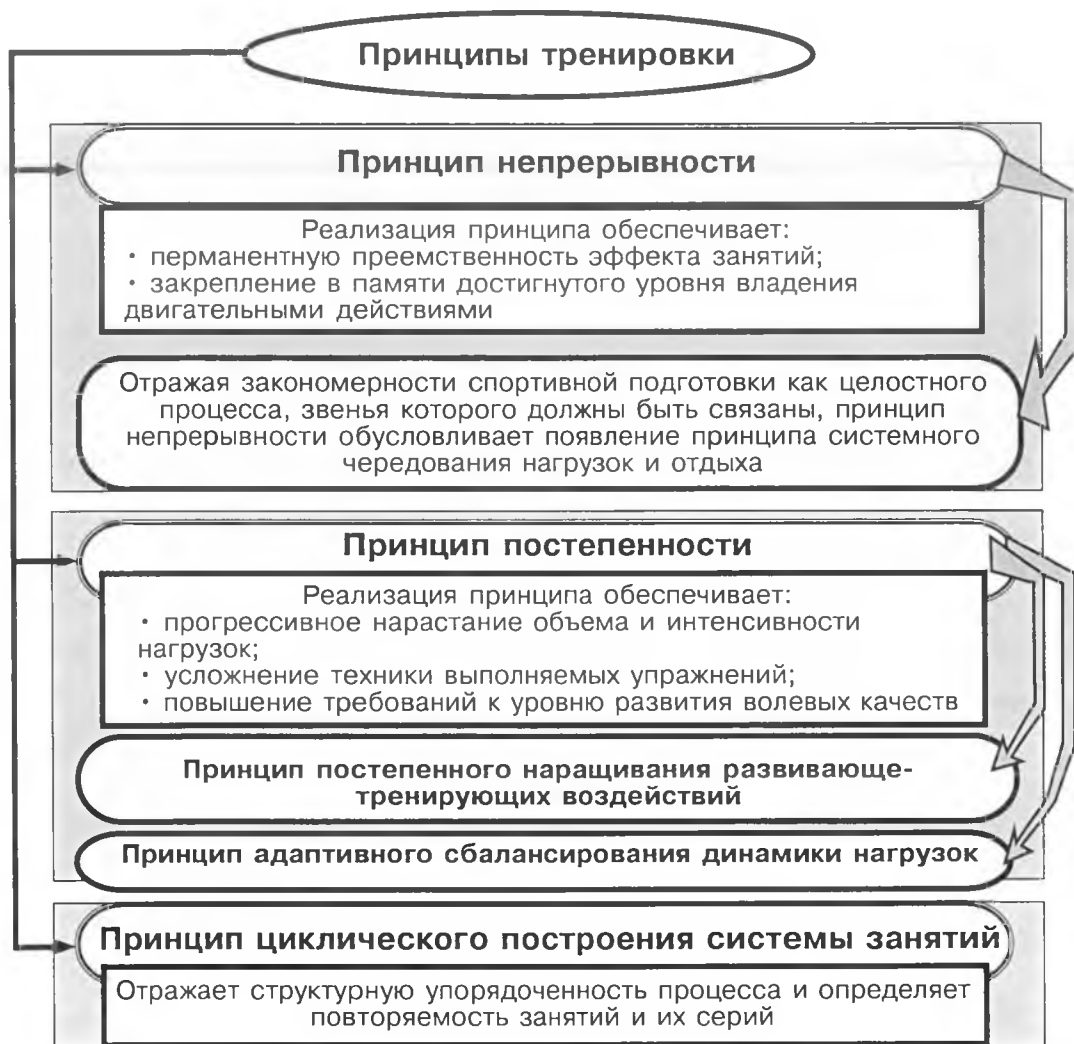 Принципы тренировки
Принцип непрерывности
Реализация принципа обеспечивает:
• перманентную преемственность эффекта занятий;
• закрепление в памяти достигнутого уровня владения
двигательными действиями
Отражая закономерности спортивной подготовки как целостного
процесса, звенья которого должны быть связаны, принцип
непрерывности обусловливает появление принципа системного
чередования нагрузок и отдыха
Принцип постепенности
Реализация принципа обеспечивает:
• прогрессивное нарастание объема и интенсивности
нагрузок;
• усложнение техники выполняемых упражнений;
• повышение требований к уровню развития волевых качеств
Принцип постепенного наращивания развивающе-
тренирующих воздействий
Принцип адаптивного сбалансирования динамики нагрузок
Принцип циклического построения системы занятий
Отражает структурную упорядоченность процесса и определяет
повторяемость занятий и их серий